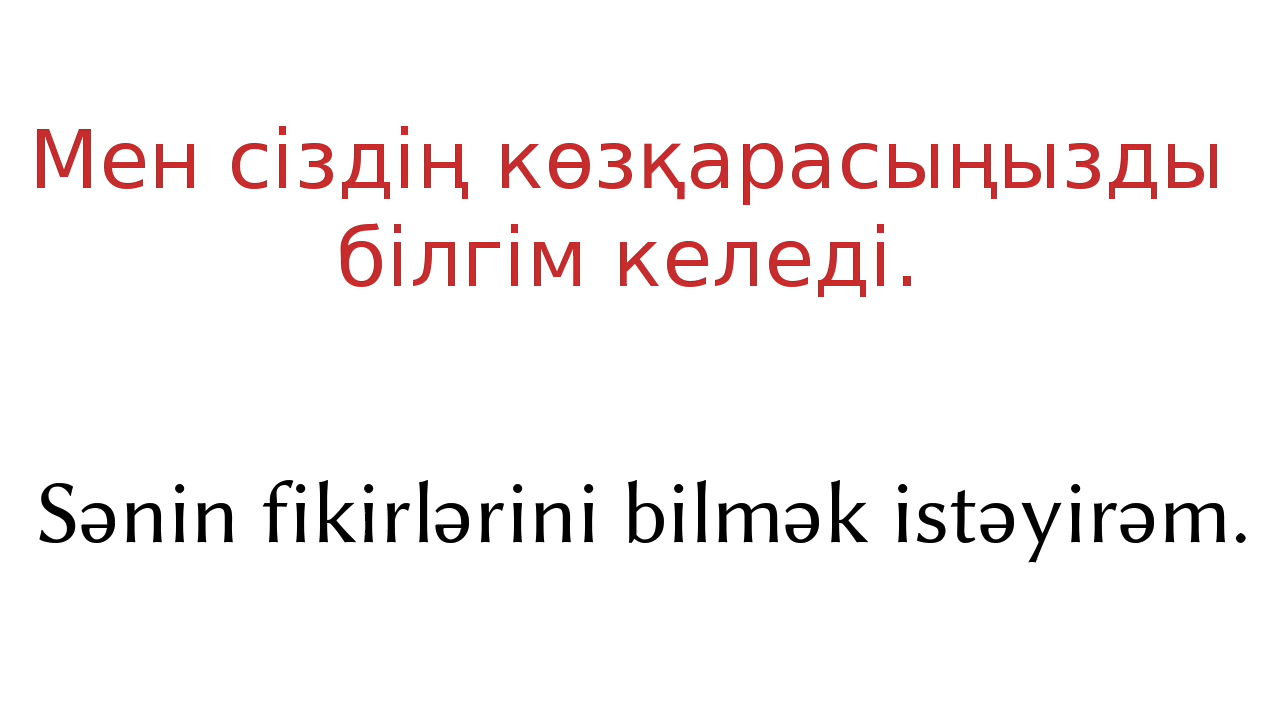 Мен сіздің көзқарасыңызды
білгім келеді.
Sənin fikirlərini bilmək istəyirəm.